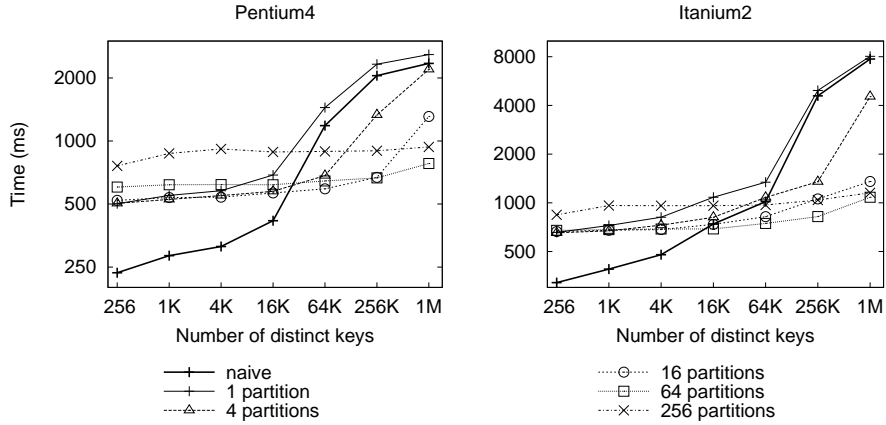 Pentium4
Itanium2
2000
1000
500
250
Time (ms)
256 1K 4K 16K 64K 256K 1M
Number of distinct keys
8000
4000
2000
1000
500
256 1K 4K 16K 64K 256K 1M
Number of distinct keys
naive
1 partition
4 partitions
16 partitions
64 partitions
256 partitions